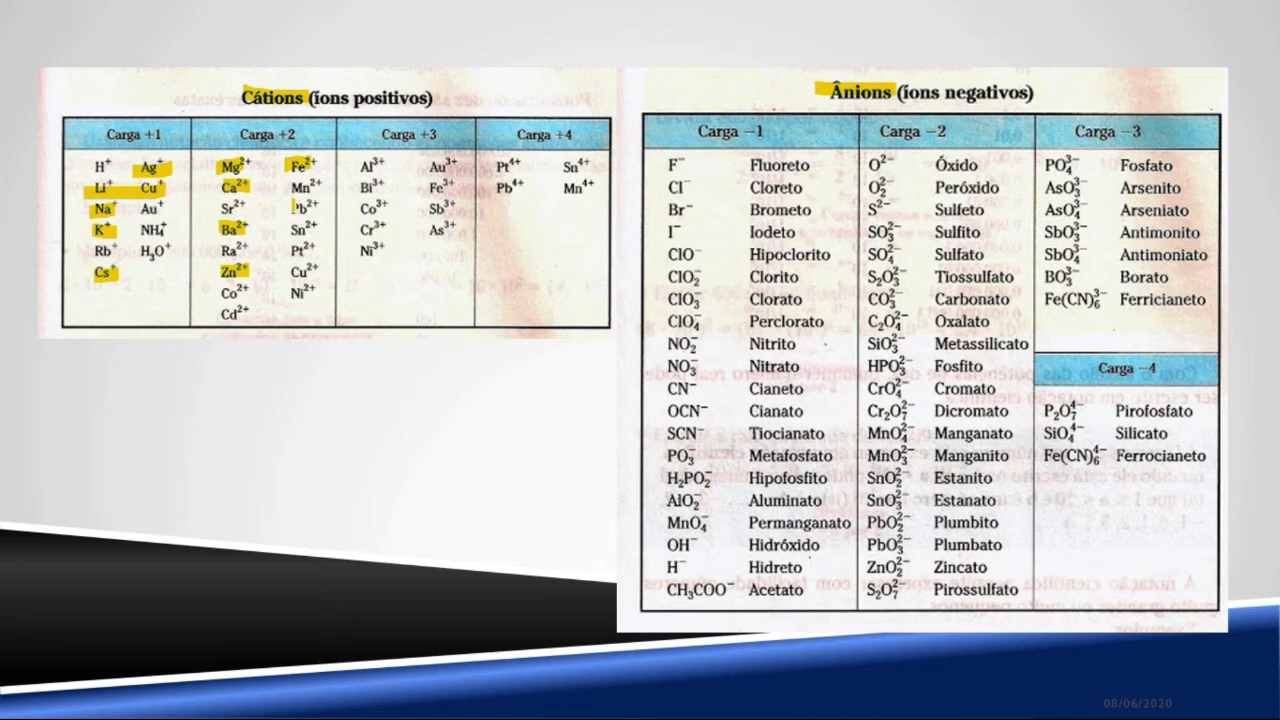 Cátions (íons positivos)
Carga +1 Carga +2 Carga +3 Carga +4
H⁺ Ag⁺ Mg²⁺ Fe²⁺ Al³⁺ Au³⁺ Pt⁴⁺ Sn⁴⁺
Li⁺ Cu⁺ Ca²⁺ Mn²⁺ Bi³⁺ Fe³⁺ Pb⁴⁺ Mn⁴⁺
Na⁺ Au⁺ Sr²⁺ Pb²⁺ Co³⁺ Sb³⁺
K⁺ NH₄⁺ Ba²⁺ Sn²⁺ Cr³⁺ As³⁺
Rb⁺ H₃O⁺ Ra²⁺ Pt²⁺ Ni³⁺
Cs⁺ Zn²⁺ Cu²⁺
Co²⁺ Ni²⁺
Cd²⁺
Ânions (íons negativos)
Carga −1 Carga −2 Carga −3
F⁻ Fluoreto O²⁻ Óxido PO₄³⁻ Fosfato
Cl⁻ Cloreto O₂²⁻ Peróxido AsO₃³⁻ Arsenito
Br⁻ Brometo S²⁻ Sulfeto AsO₄³⁻ Arseniato
I⁻ Iodeto SO₃²⁻ Sulfito SbO₃³⁻ Antimonito
ClO⁻ Hipoclorito SO₄²⁻ Sulfato SbO₄³⁻ Antimoniato
ClO₂⁻ Clorito S₂O₃²⁻ Tiossulfato BO₃³⁻ Borato
ClO₃⁻ Clorato CO₃²⁻ Carbonato Fe(CN)₆³⁻ Ferricianeto
ClO₄⁻ Perclorato C₂O₄²⁻ Oxalato
NO₂⁻ Nitrito SiO₃²⁻ Metassilicato
NO₃⁻ Nitrato HPO₃²⁻ Fosfito Carga −4
CN⁻ Cianeto CrO₄²⁻ Cromato
OCN⁻ Cianato Cr₂O₇²⁻ Dicromato P₂O₇⁴⁻ Pirofosfato
SCN⁻ Tiocianato MnO₄²⁻ Manganato SiO₄⁴⁻ Silicato
PO₃⁻ Metafosfato MnO₃²⁻ Manganito Fe(CN)₆⁴⁻ Ferrocianeto
H₂PO₂⁻ Hipofosfito SnO₂²⁻ Estanito
AlO₂⁻ Aluminato SnO₃²⁻ Estanato
MnO₄⁻ Permanganato PbO₂²⁻ Plumbito
OH⁻ Hidróxido PbO₃²⁻ Plumbato
H⁻ Hidreto ZnO₂²⁻ Zincato
CH₃COO⁻ Acetato S₂O₇²⁻ Pirossulfato
08/06/2020